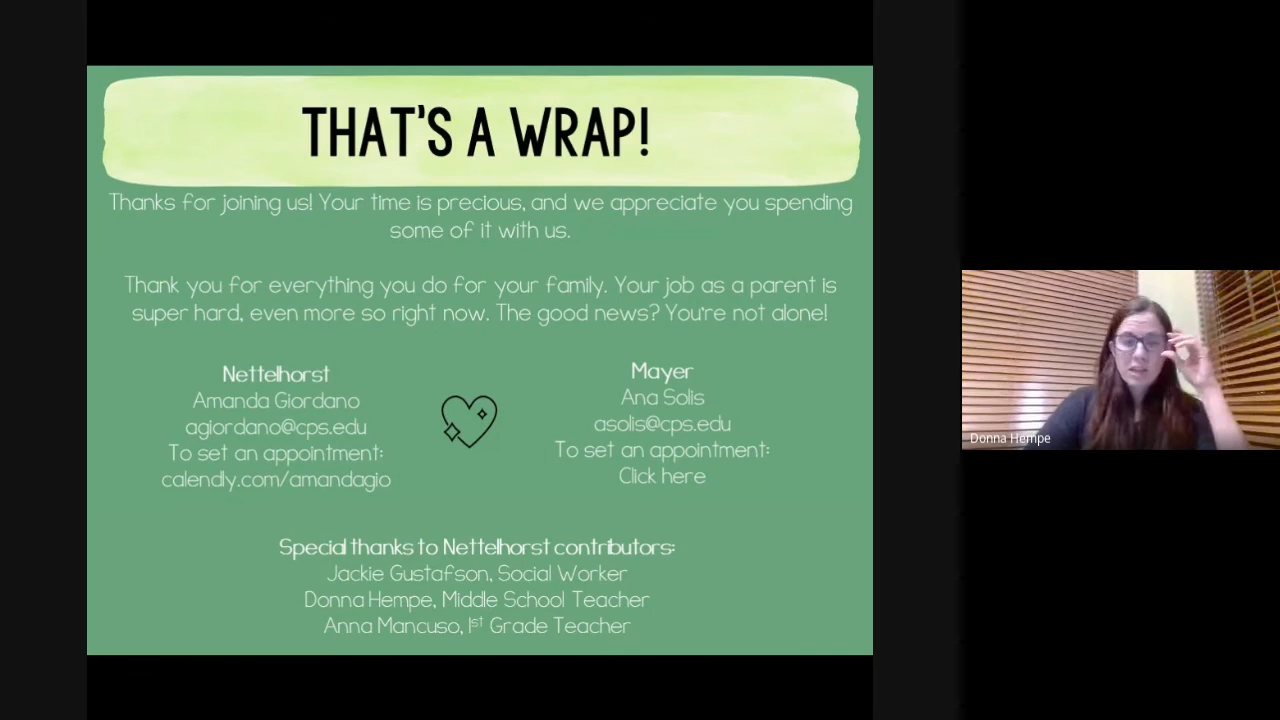 THAT'S A WRAP!
Thanks for joining us! Your time is precious, and we appreciate you spending
some of it with us.
Thank you for everything you do for your family. Your job as a parent is
super hard, even more so right now. The good news? You're not alone!
Nettelhorst
Amanda Giordano
agiordano@cps.edu
To set an appointment:
calendly.com/amandagio
Mayer
Ana Solis
asolis@cps.edu
To set an appointment:
Click here
Special thanks to Nettelhorst contributors:
Jackie Gustafson, Social Worker
Donna Hempe, Middle School Teacher
Anna Mancuso, 1st Grade Teacher
Donna Hempe